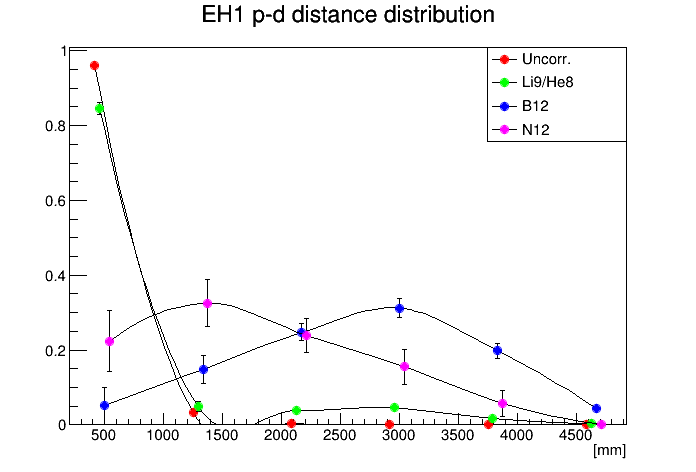 EH1 p-d distance distribution
1
0.8
0.6
0.4
0.2
0
Uncorr.
Li9/He8
B12
N12
500 1000 1500 2000 2500 3000 3500 4000 4500
[mm]